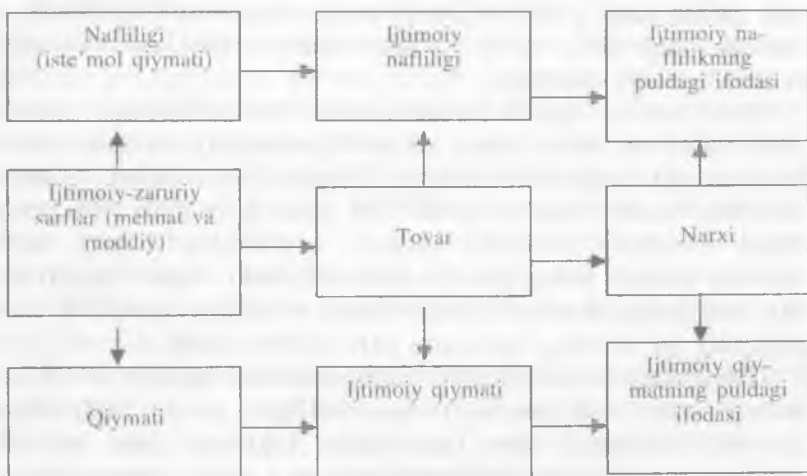 Nafliligi
(iste'mol qiymati)
Ijtimoiy
nafliligi
Ijtimoiy na-
flilikning
puldagi ifodasi
Ijtimoiy-zaruriy
sarflar (mehnat va
moddiy)
Tovar
Narxi
Qiymati
Ijtimoiy qiymati
Ijtimoiy qiy-
matning puldagi
ifodasi